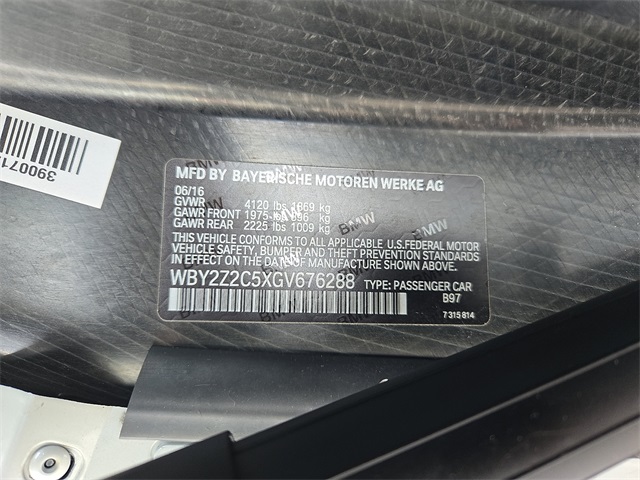 MFD BY BAYERISCHE MOTOREN WERKE AG
06/16
GVWR 4120 lbs 1869 kg
GAWR FRONT 1975 lbs 896 kg
GAWR REAR 2225 lbs 1009 kg
THIS VEHICLE CONFORMS TO ALL APPLICABLE U.S.FEDERAL MOTOR
VEHICLE SAFETY, BUMPER AND THEFT PREVENTION STANDARDS
IN EFFECT ON THE DATE OF MANUFACTURE SHOWN ABOVE.
WBY2Z2C5XGV676288 TYPE: PASSENGER CAR
B97
7 315 814